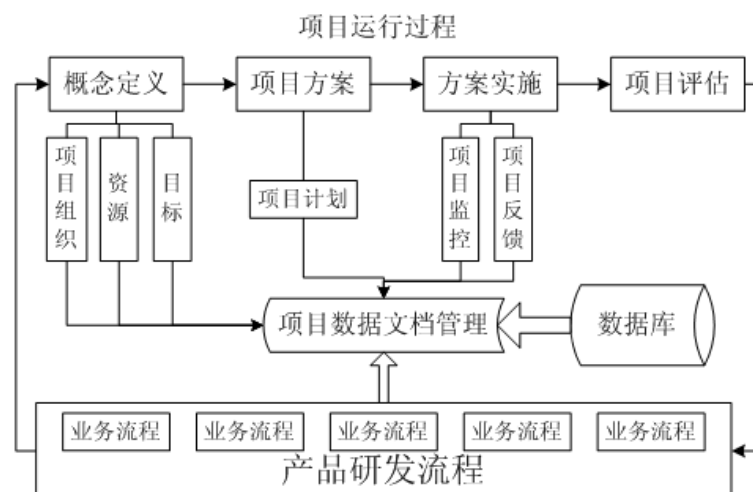 项目运行过程
概念定义
项目方案
方案实施
项目评估
项目组织
资源
目标
项目计划
项目监控
项目反馈
项目数据文档管理
数据库
业务流程
业务流程
业务流程
业务流程
业务流程
产品研发流程